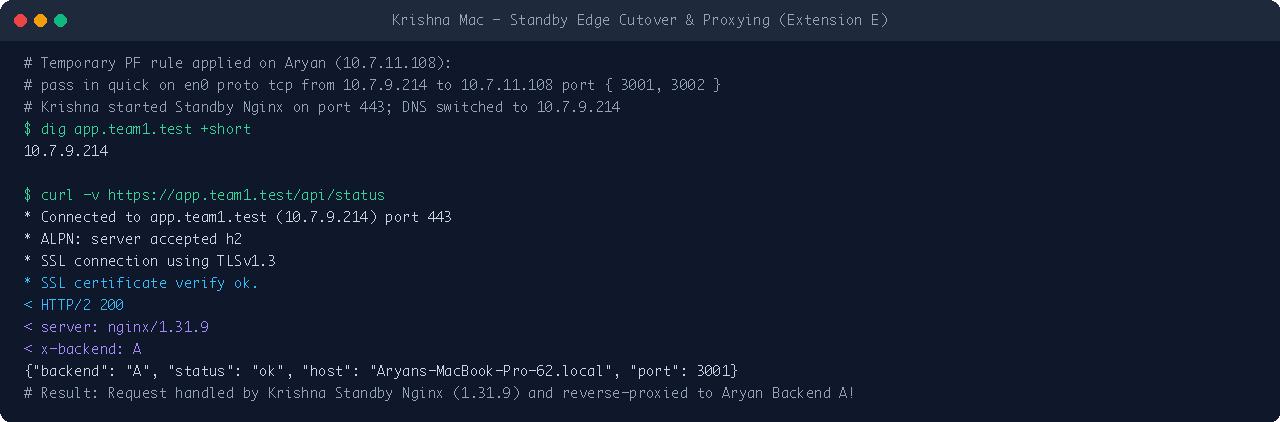 Krishna Mac - Standby Edge Cutover & Proxying (Extension E)
# Temporary PF rule applied on Aryan (10.7.11.108):
# pass in quick on en0 proto tcp from 10.7.9.214 to 10.7.11.108 port { 3001, 3002 }
# Krishna started Standby Nginx on port 443; DNS switched to 10.7.9.214
$ dig app.team1.test +short
10.7.9.214
$ curl -v https://app.team1.test/api/status
* Connected to app.team1.test (10.7.9.214) port 443
* ALPN: server accepted h2
* SSL connection using TLSv1.3
* SSL certificate verify ok.
< HTTP/2 200
< server: nginx/1.31.9
< x-backend: A
{"backend": "A", "status": "ok", "host": "Aryans-MacBook-Pro-62.local", "port": 3001}
# Result: Request handled by Krishna Standby Nginx (1.31.9) and reverse-proxied to Aryan Backend A!